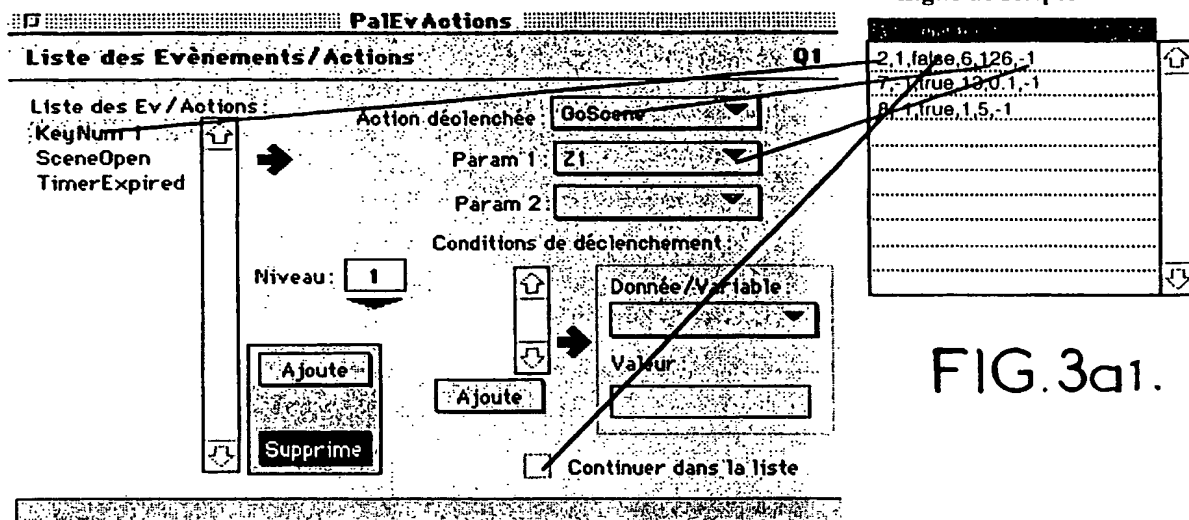 PalEvActions
Liste des Evènements/Actions Q1
Liste des Ev/Actions:
KeyNum 1
SceneOpen
TimerExpired
Action déclenchée: GoScene
Param 1: Z1
Param 2:
Conditions de déclenchement:
Niveau: 1
Donnée/Variable:
Valeur:
Ajoute
Supprime
Ajoute
Continuer dans la liste
2,1,false,6,126,-1
7,-1,true,13,0.1,-1
8,-1,true,1.5,-1
FIG.3a1.